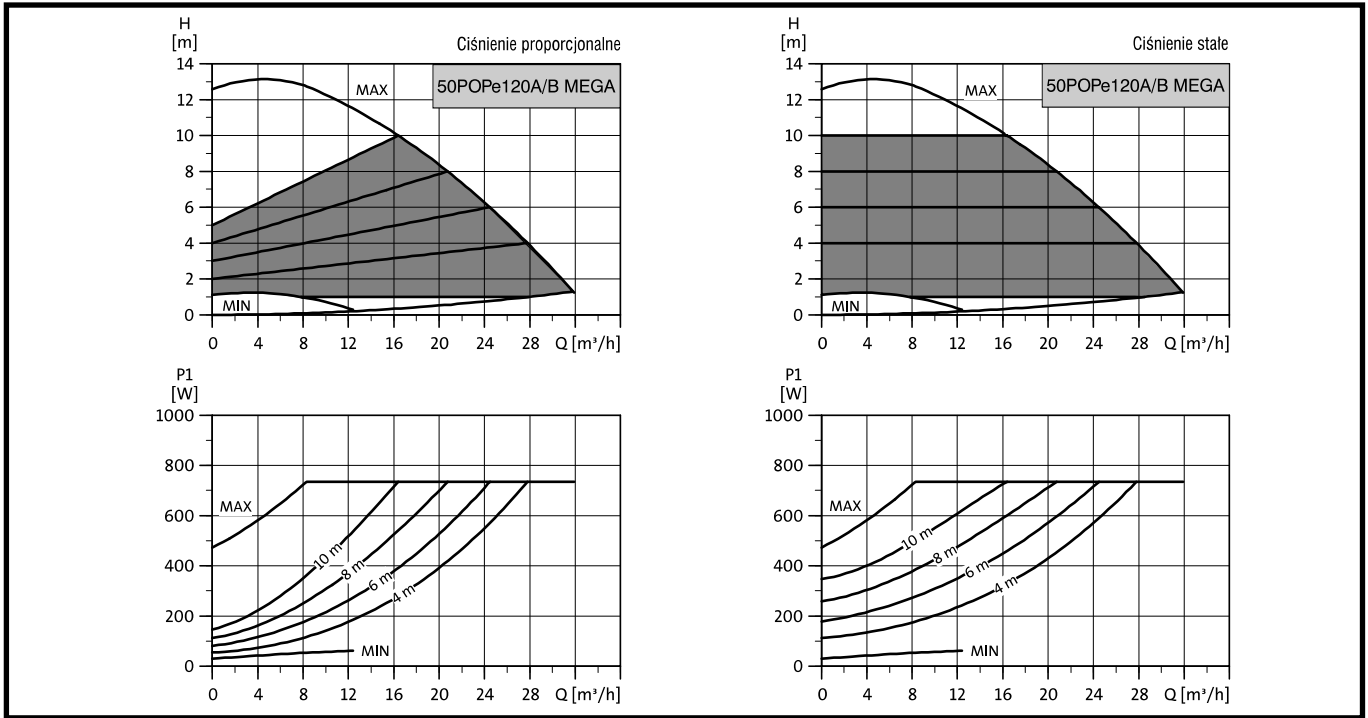 H
[m]
Ciśnienie proporcjonalne
14
12
10
8
6
4
2
0
50POPe120A/B MEGA
MAX
MIN
0 4 8 12 16 20 24 28 Q [m³/h]
H
[m]
Ciśnienie stałe
14
12
10
8
6
4
2
0
50POPe120A/B MEGA
MAX
MIN
0 4 8 12 16 20 24 28 Q [m³/h]
P1
[W]
1000
800
600
400
200
0
MAX
10 m
8 m
6 m
4 m
MIN
0 4 8 12 16 20 24 28 Q [m³/h]
P1
[W]
1000
800
600
400
200
0
MAX
10 m
8 m
6 m
4 m
MIN
0 4 8 12 16 20 24 28 Q [m³/h]